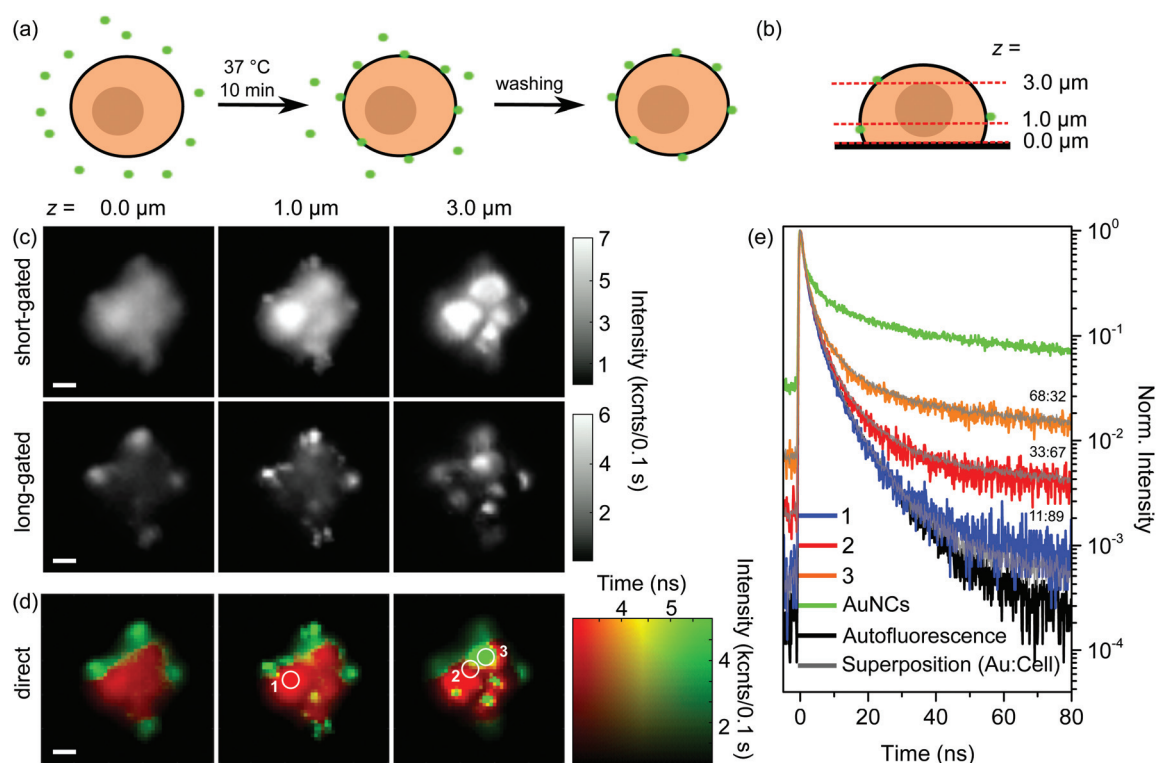 (a)
37 °C
10 min
washing
(b)
z =
3.0 µm
1.0 µm
0.0 µm
z = 0.0 µm 1.0 µm 3.0 µm
(c)
short-gated
7
5
3
1
Intensity (kcnts/0.1 s)
long-gated
6
4
2
(d)
direct
1
2
3
Time (ns)
4 5
4
2
Intensity (kcnts/0.1 s)
(e)
10⁰
10⁻¹
10⁻²
10⁻³
10⁻⁴
Norm. Intensity
68:32
33:67
11:89
1
2
3
AuNCs
Autofluorescence
Superposition (Au:Cell)
0 20 40 60 80
Time (ns)